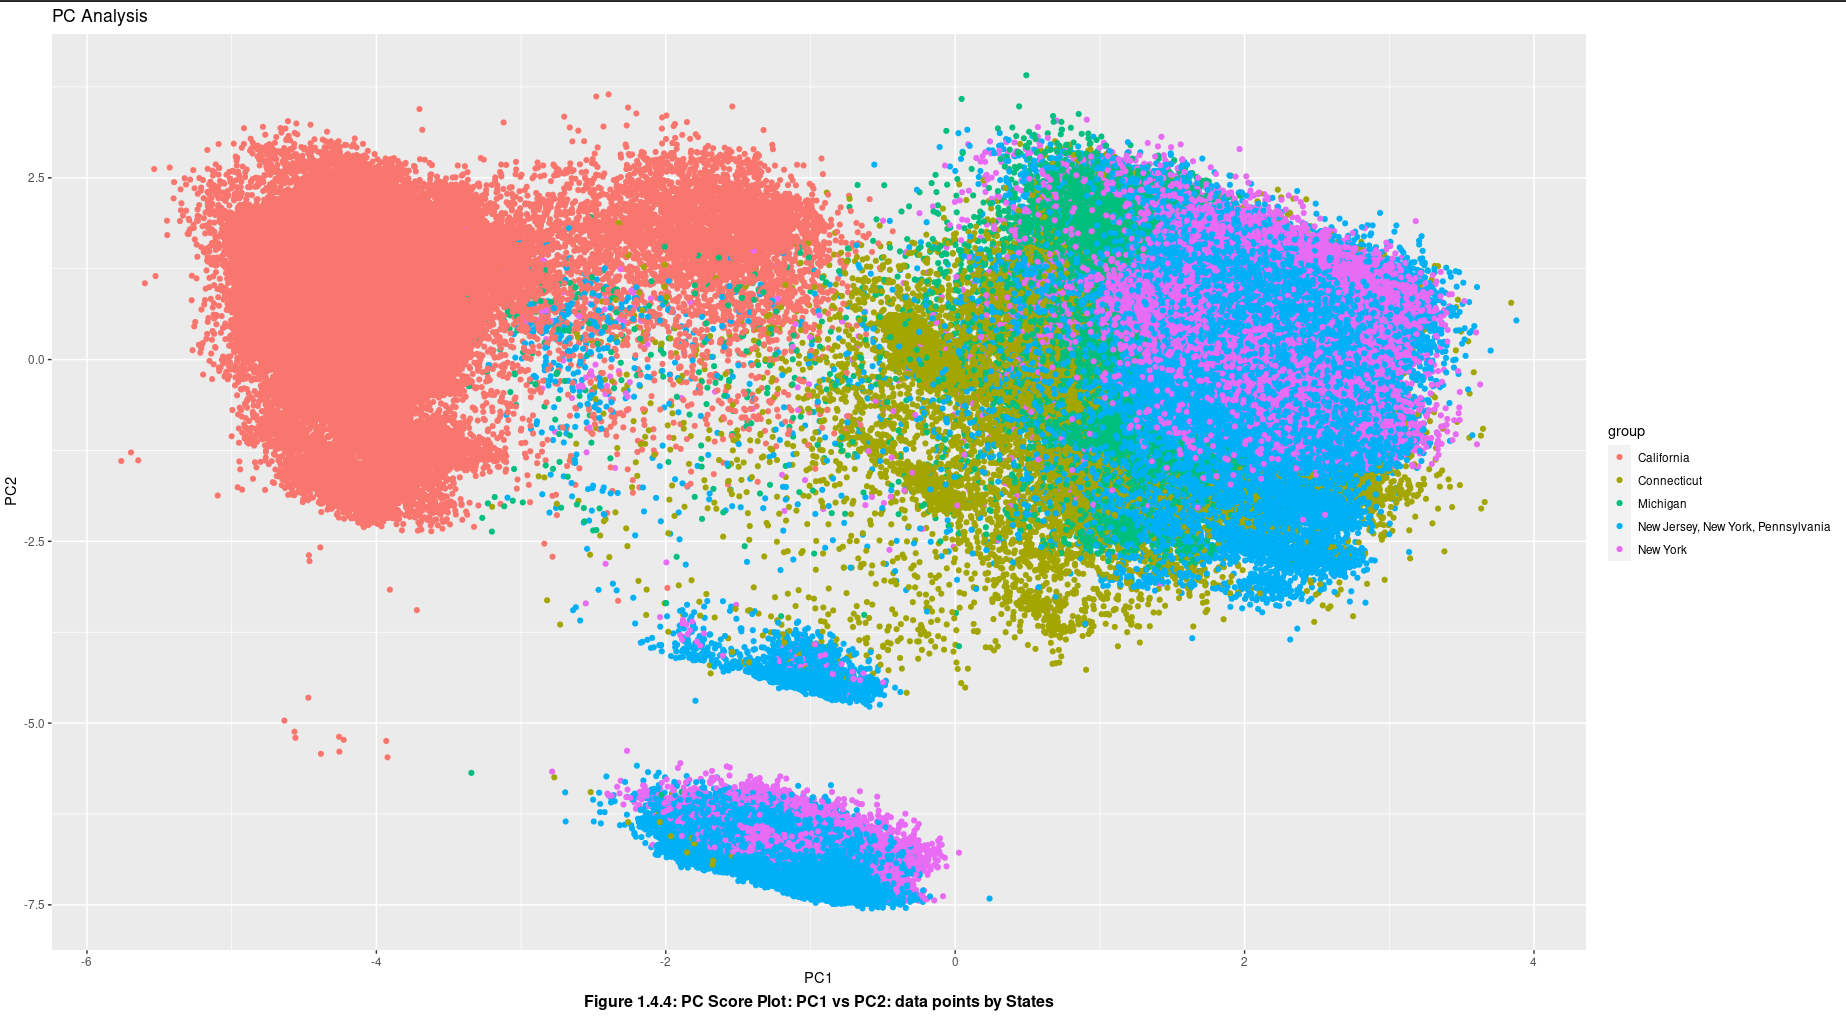 PC Analysis
PC2
2.5
0.0
-2.5
-5.0
-7.5
-6
-4
-2
0
2
4
PC1
group
California
Connecticut
Michigan
New Jersey, New York, Pennsylvania
New York
Figure 1.4.4: PC Score Plot: PC1 vs PC2: data points by States